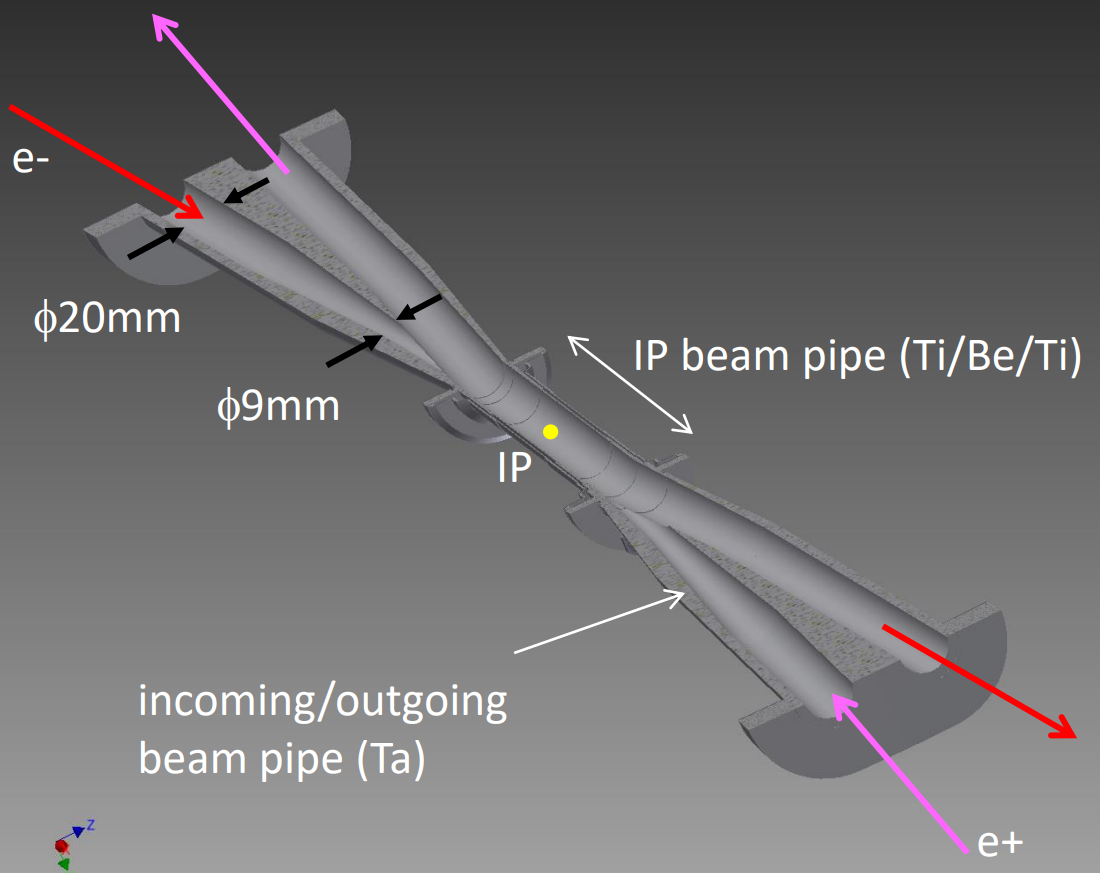 e-
ϕ20mm
IP beam pipe (Ti/Be/Ti)
ϕ9mm
IP
incoming/outgoing
beam pipe (Ta)
z
e+